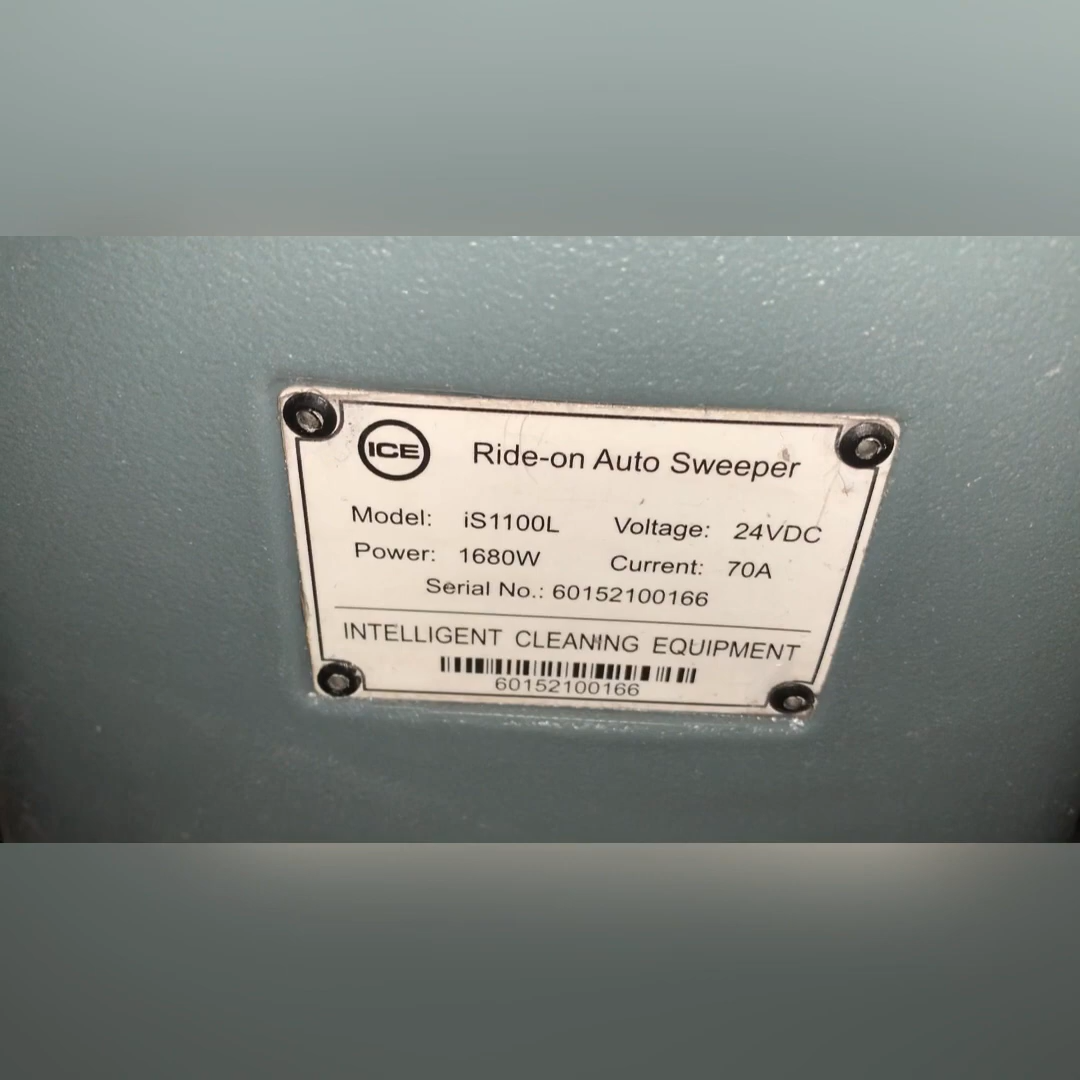 ICE Ride-on Auto Sweeper
Model: iS1100L Voltage: 24VDC
Power: 1680W Current: 70A
Serial No.: 60152100166
INTELLIGENT CLEANING EQUIPMENT
60152100166